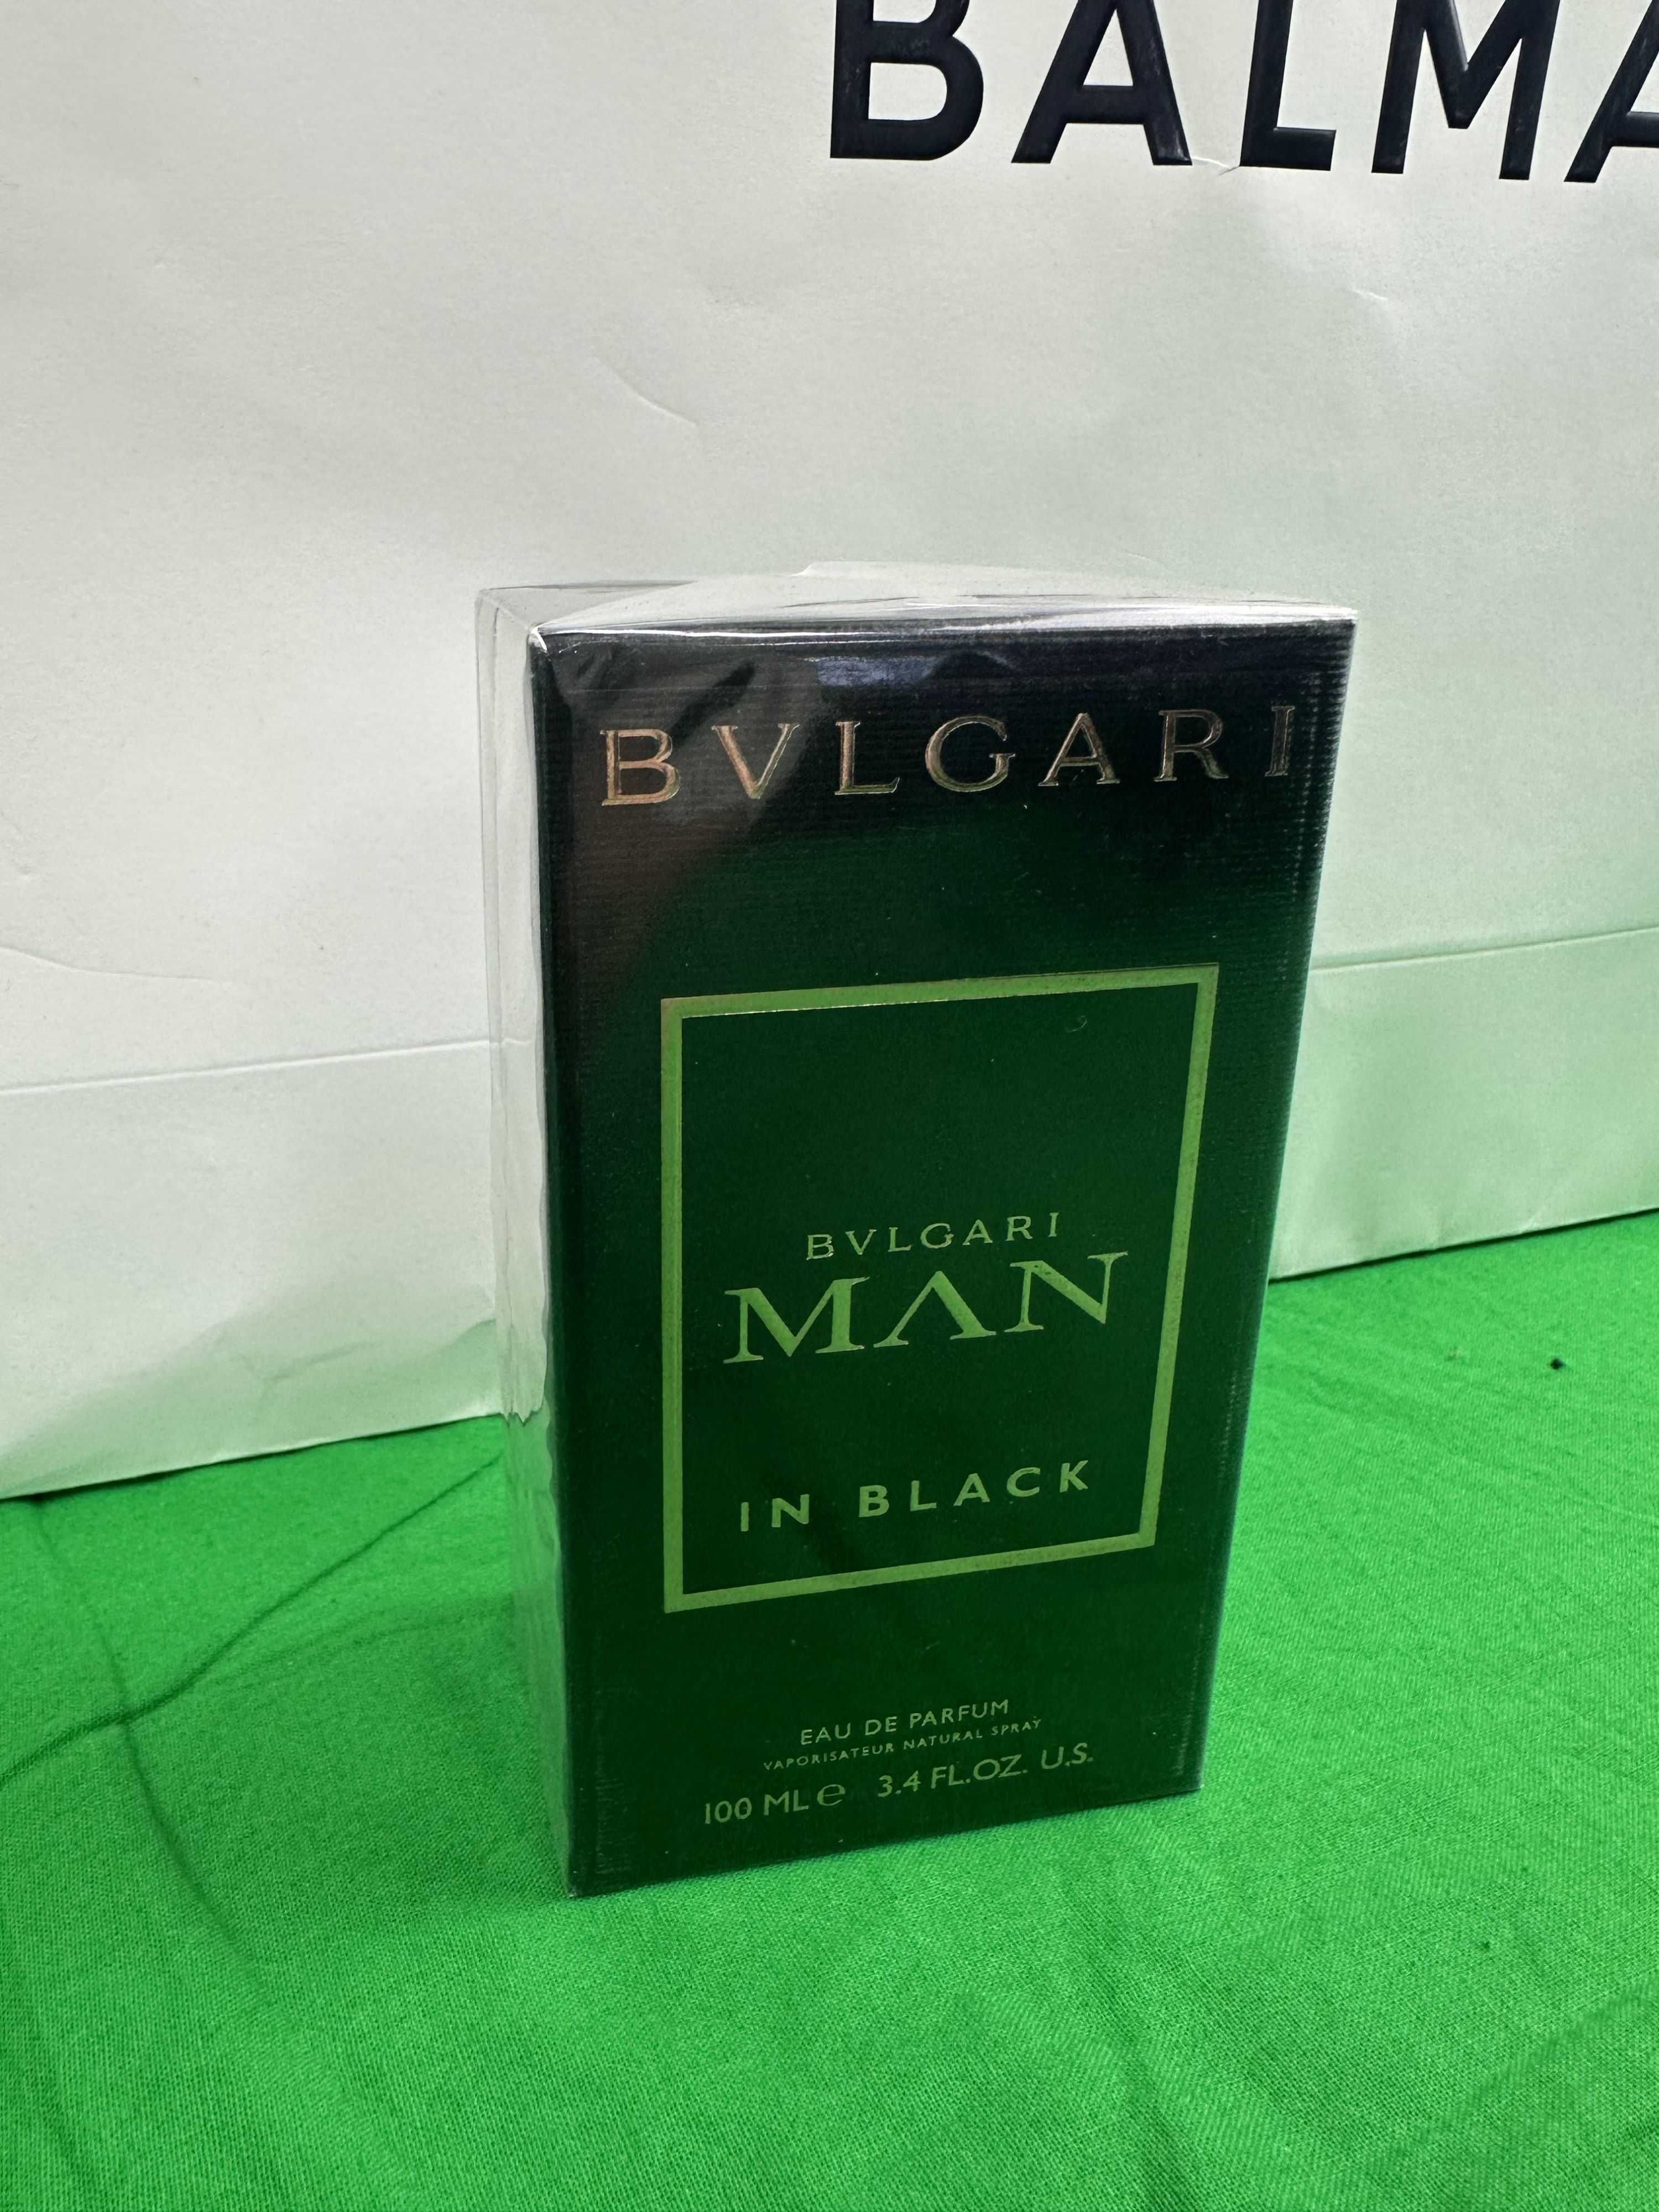 BALMA
BVLGARI
BVLGARI
MAN
IN BLACK
EAU DE PARFUM
VAPORISATEUR NATURAL SPRAY
100 ML e 3.4 FL.OZ. U.S.